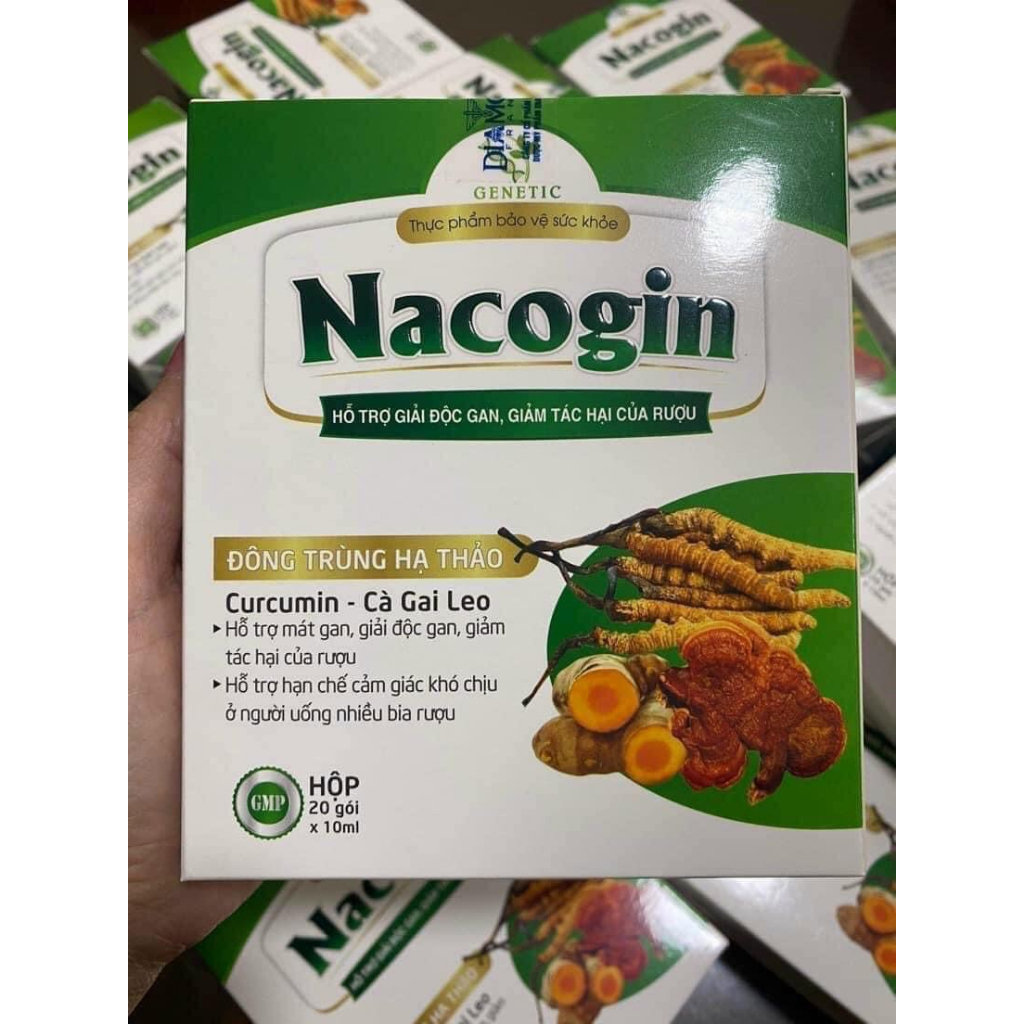 Nacogin
Nacogin
GENETIC
Thực phẩm bảo vệ sức khỏe
Nacogin
HỖ TRỢ GIẢI ĐỘC GAN, GIẢM TÁC HẠI CỦA RƯỢU
ĐÔNG TRÙNG HẠ THẢO
Curcumin - Cà Gai Leo
▸ Hỗ trợ mát gan, giải độc gan, giảm
tác hại của rượu
▸ Hỗ trợ hạn chế cảm giác khó chịu
ở người uống nhiều bia rượu
GMP
HỘP
20 gói
x 10ml